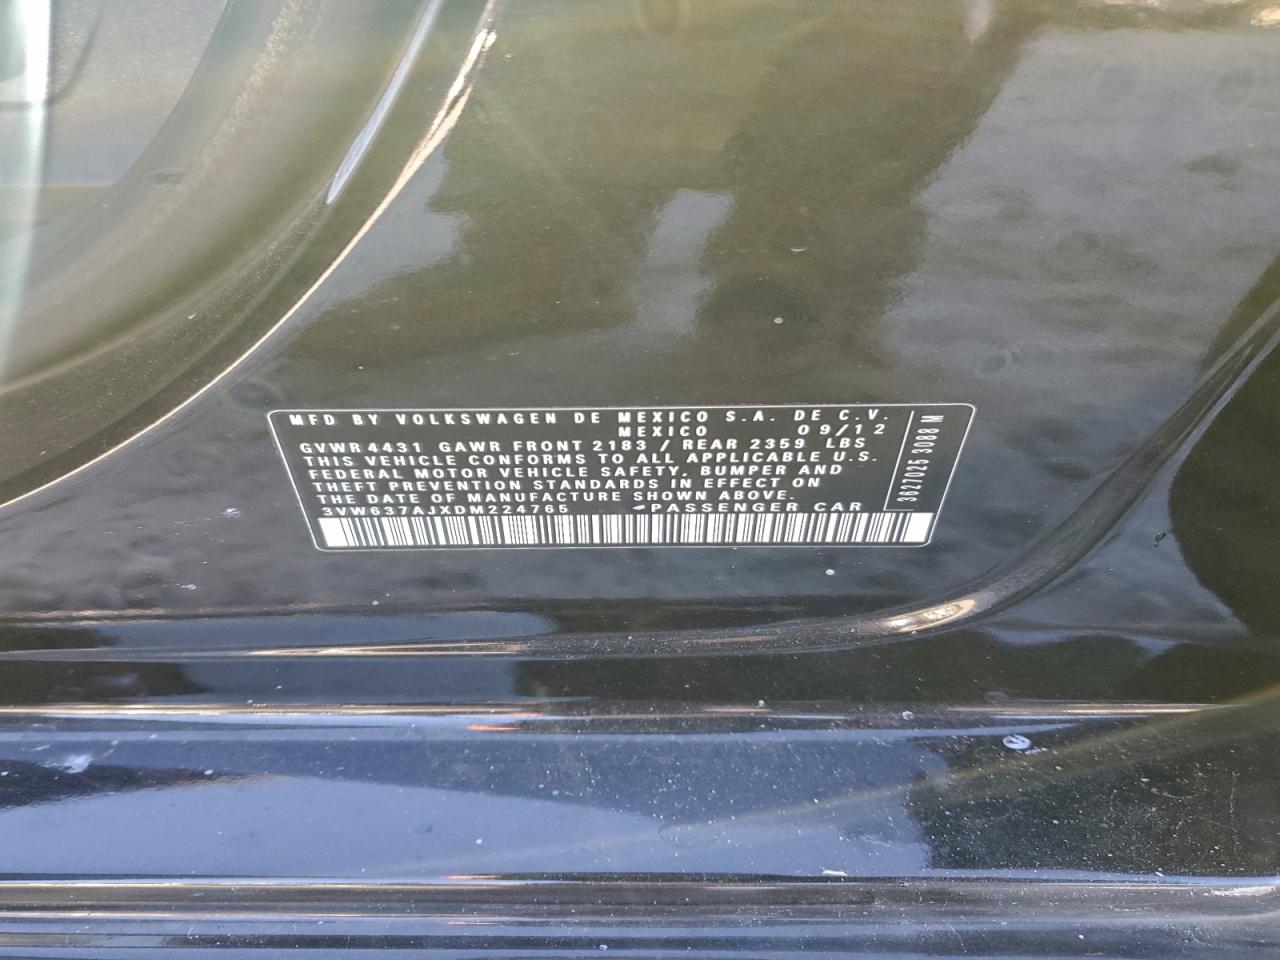 MFD BY VOLKSWAGEN DE MEXICO S.A. DE C.V.
MEXICO 09/12
GVWR 4431 GAWR FRONT 2183 / REAR 2359 LBS
THIS VEHICLE CONFORMS TO ALL APPLICABLE U.S.
FEDERAL MOTOR VEHICLE SAFETY, BUMPER AND
THEFT PREVENTION STANDARDS IN EFFECT ON
THE DATE OF MANUFACTURE SHOWN ABOVE.
3VW637AJXDM224765 PASSENGER CAR
3627025 3088 M